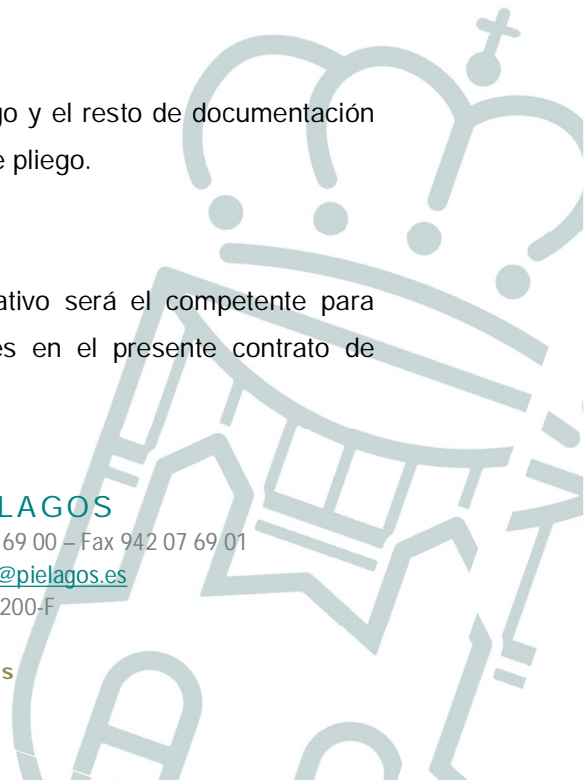 go y el resto de documentación
e pliego.
ativo será el competente para
es en el presente contrato de
LAGOS
69 00 – Fax 942 07 69 01
@pielagos.es
200-F
s